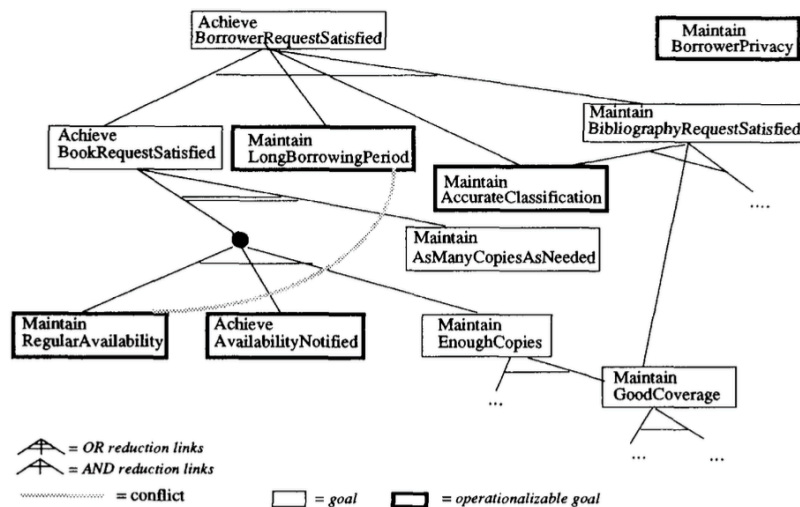 Achieve
BorrowerRequestSatisfied
Maintain
BorrowerPrivacy
Achieve
BookRequestSatisfied
Maintain
LongBorrowingPeriod
Maintain
BibliographyRequestSatisfied
Maintain
AccurateClassification
....
Maintain
AsManyCopiesAsNeeded
Maintain
RegularAvailability
Achieve
AvailabilityNotified
Maintain
EnoughCopies
Maintain
GoodCoverage
...
... ...
= OR reduction links
= AND reduction links
= conflict
= goal
= operationalizable goal